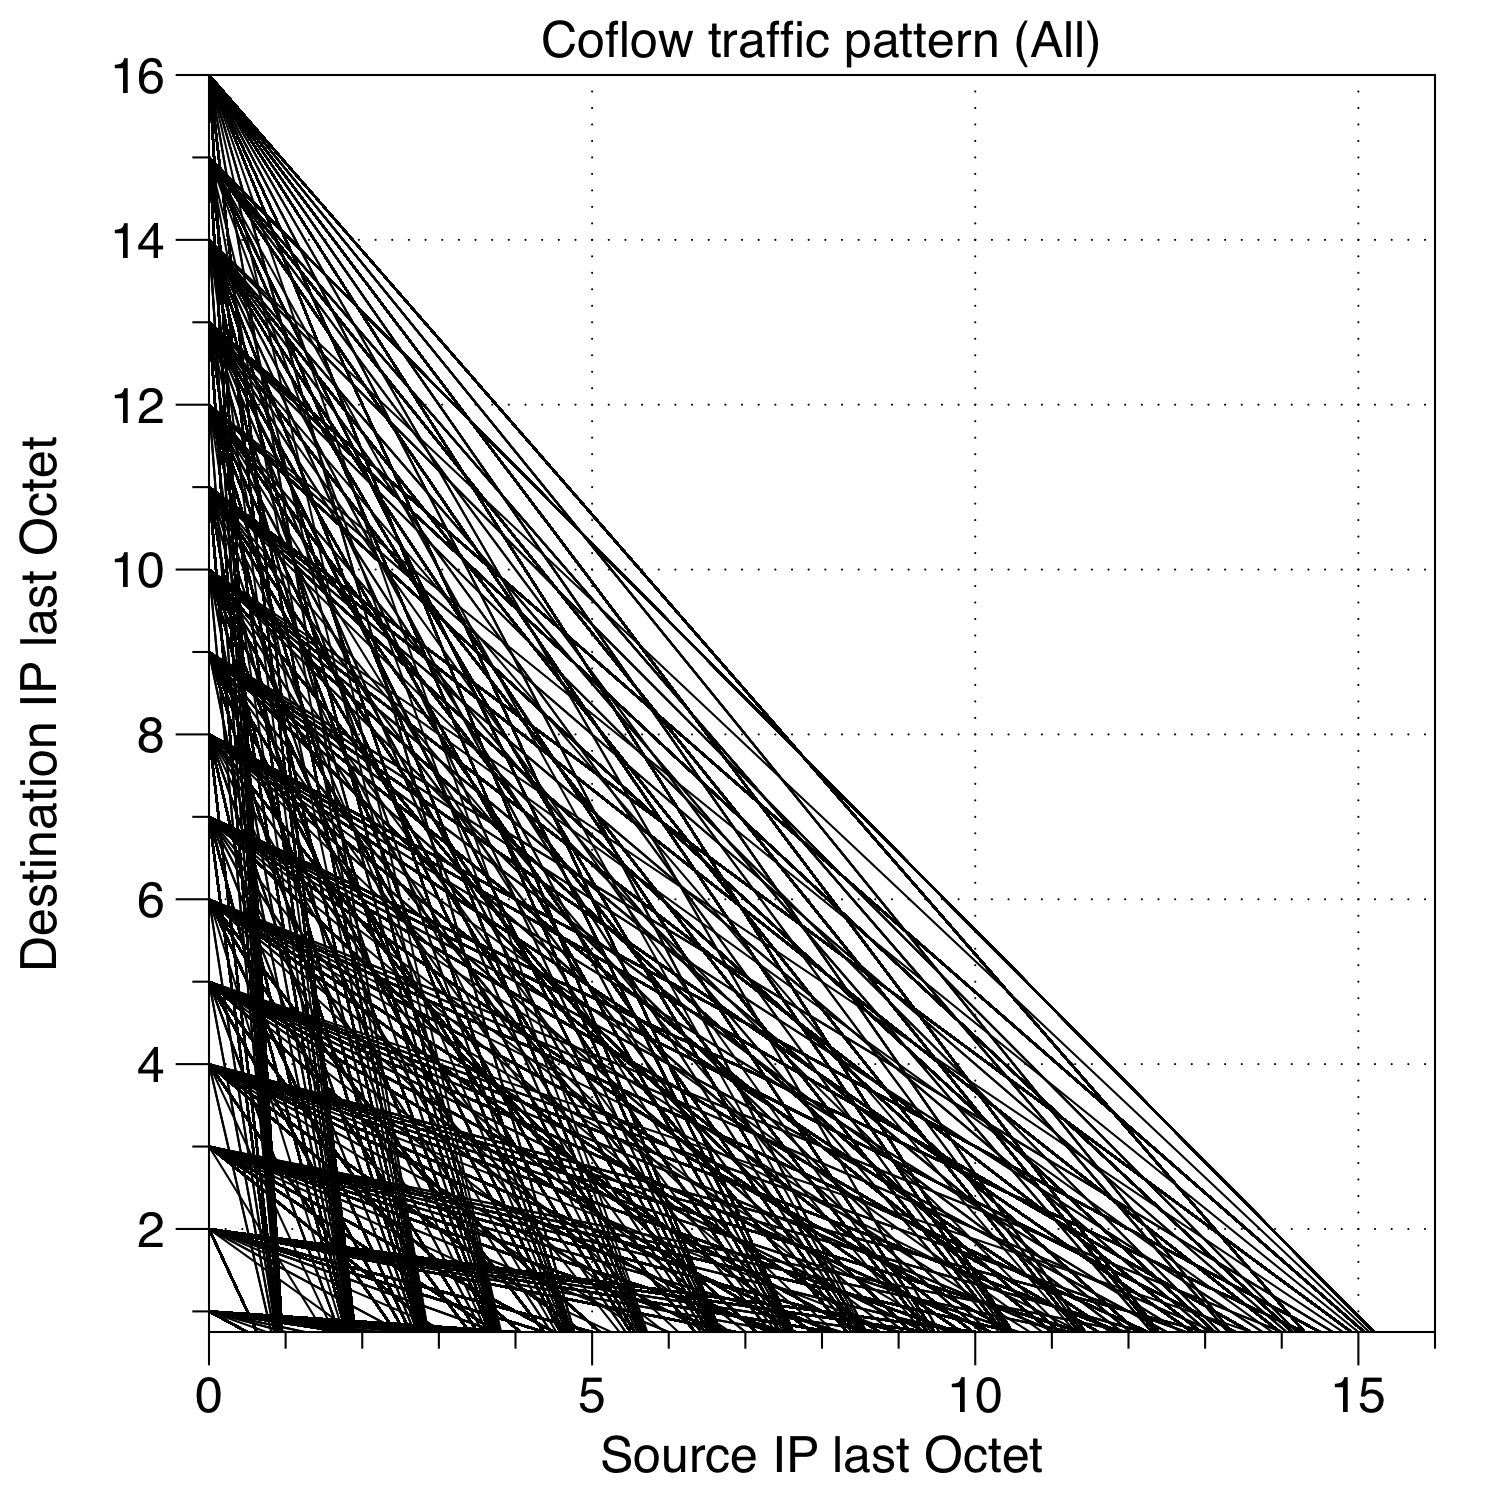 Coflow traffic pattern (All)
16
14
12
10
8
6
4
2
Destination IP last Octet
0 5 10 15
Source IP last Octet